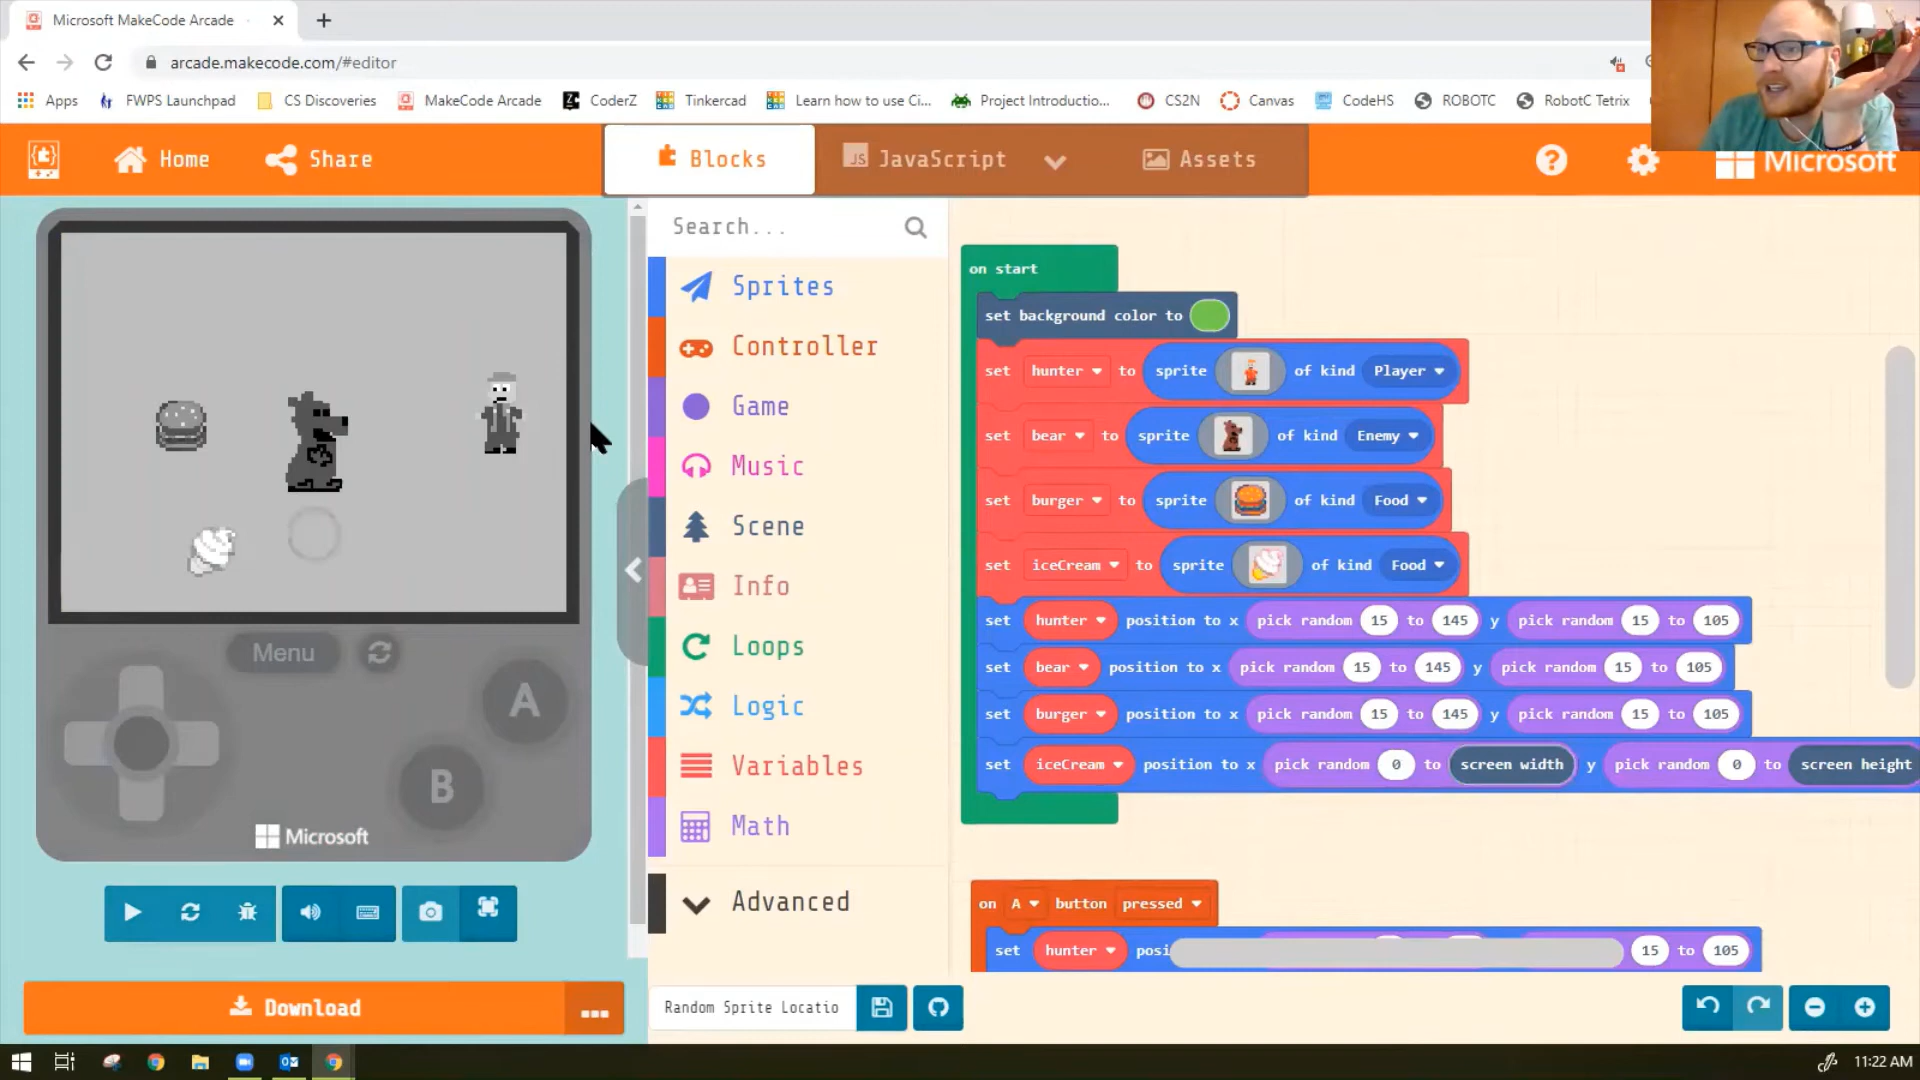 Microsoft MakeCode Arcade
arcade.makecode.com/#editor
Apps FWPS Launchpad CS Discoveries MakeCode Arcade CoderZ Tinkercad Learn how to use Ci... Project Introductio... CS2N Canvas CodeHS ROBOTC RobotC Tetrix
Home Share Blocks JS JavaScript Assets ? Microsoft
Search...
Sprites
Controller
Game
Music
Scene
Info
Loops
Logic
Variables
Math
Advanced
on start
set background color to
set hunter to sprite of kind Player
set bear to sprite of kind Enemy
set burger to sprite of kind Food
set iceCream to sprite of kind Food
set hunter position to x pick random 15 to 145 y pick random 15 to 105
set bear position to x pick random 15 to 145 y pick random 15 to 105
set burger position to x pick random 15 to 145 y pick random 15 to 105
set iceCream position to x pick random 0 to screen width y pick random 0 to screen height
on A button pressed
set hunter posi 15 to 105
Menu
A
B
Microsoft
Download ...
Random Sprite Locatio
11:22 AM